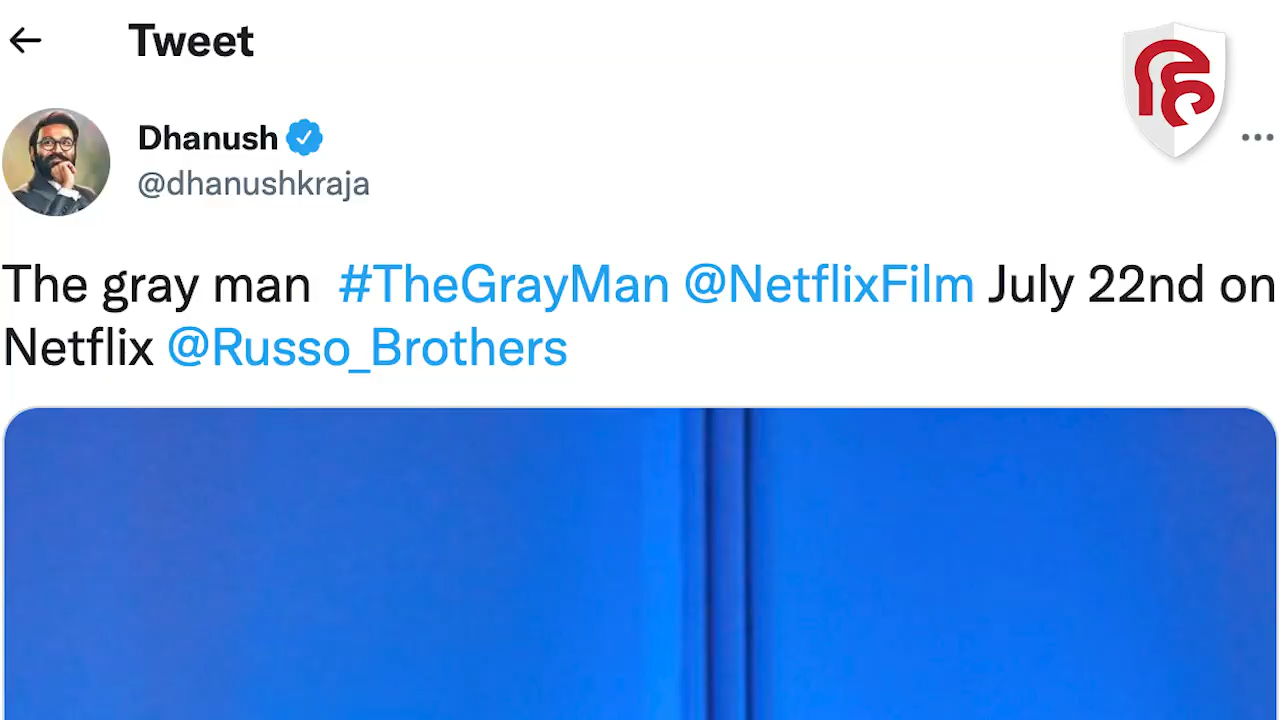 Tweet
Dhanush
@dhanushkraja
The gray man #TheGrayMan @NetflixFilm July 22nd on
Netflix @Russo_Brothers